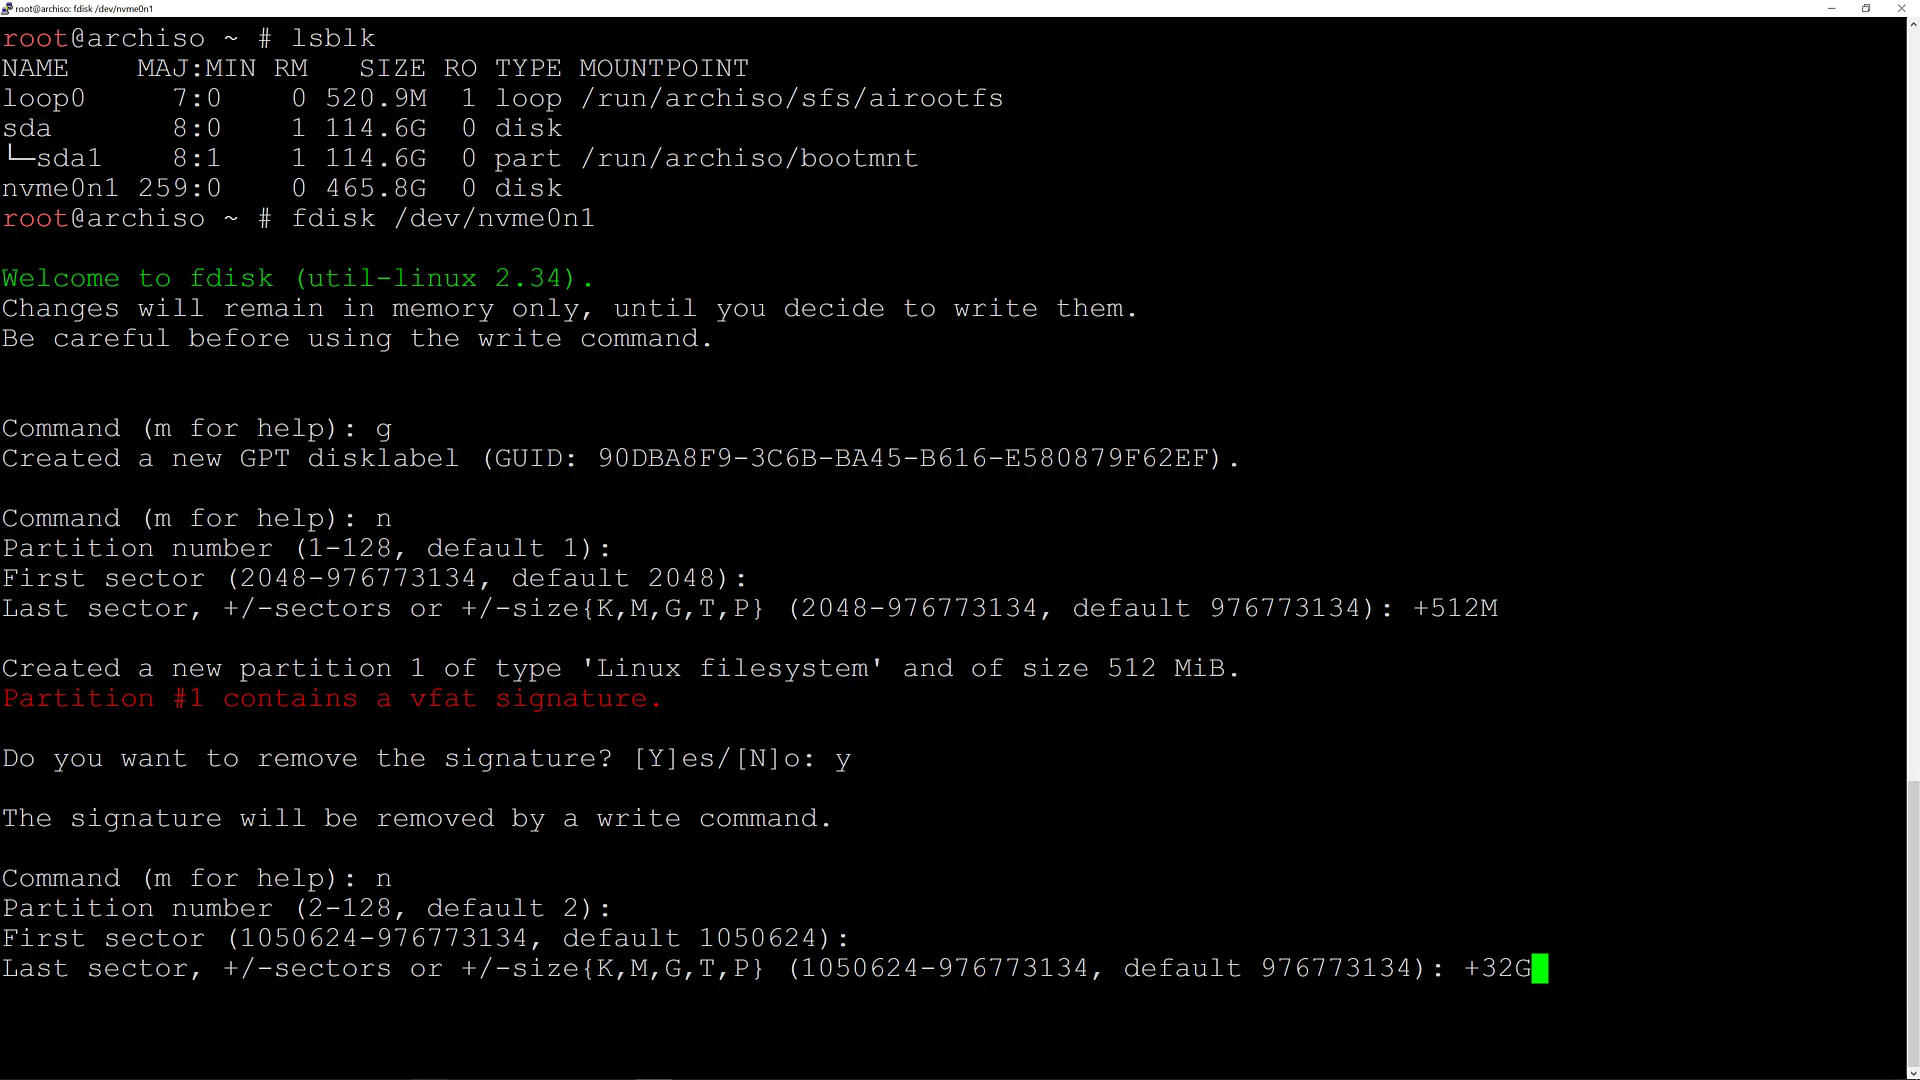 root@archiso: fdisk /dev/nvme0n1
root@archiso ~ # lsblk
NAME    MAJ:MIN RM   SIZE RO TYPE MOUNTPOINT
loop0     7:0    0 520.9M  1 loop /run/archiso/sfs/airootfs
sda       8:0    1 114.6G  0 disk
└─sda1    8:1    1 114.6G  0 part /run/archiso/bootmnt
nvme0n1 259:0    0 465.8G  0 disk
root@archiso ~ # fdisk /dev/nvme0n1
Welcome to fdisk (util-linux 2.34).
Changes will remain in memory only, until you decide to write them.
Be careful before using the write command.
Command (m for help): g
Created a new GPT disklabel (GUID: 90DBA8F9-3C6B-BA45-B616-E580879F62EF).
Command (m for help): n
Partition number (1-128, default 1):
First sector (2048-976773134, default 2048):
Last sector, +/-sectors or +/-size{K,M,G,T,P} (2048-976773134, default 976773134): +512M
Created a new partition 1 of type 'Linux filesystem' and of size 512 MiB.
Partition #1 contains a vfat signature.
Do you want to remove the signature? [Y]es/[N]o: y
The signature will be removed by a write command.
Command (m for help): n
Partition number (2-128, default 2):
First sector (1050624-976773134, default 1050624):
Last sector, +/-sectors or +/-size{K,M,G,T,P} (1050624-976773134, default 976773134): +32G